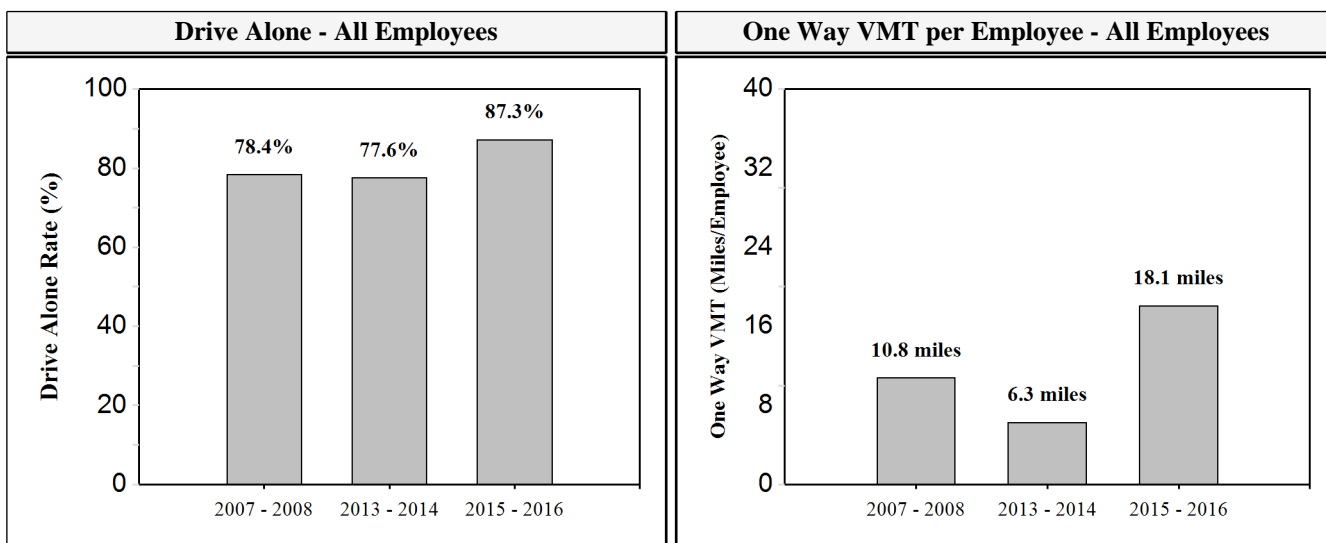 Drive Alone - All Employees
Drive Alone Rate (%)
100
80
60
40
20
0
78.4%
77.6%
87.3%
2007 - 2008
2013 - 2014
2015 - 2016
One Way VMT per Employee - All Employees
One Way VMT (Miles/Employee)
40
32
24
16
8
0
10.8 miles
6.3 miles
18.1 miles
2007 - 2008
2013 - 2014
2015 - 2016